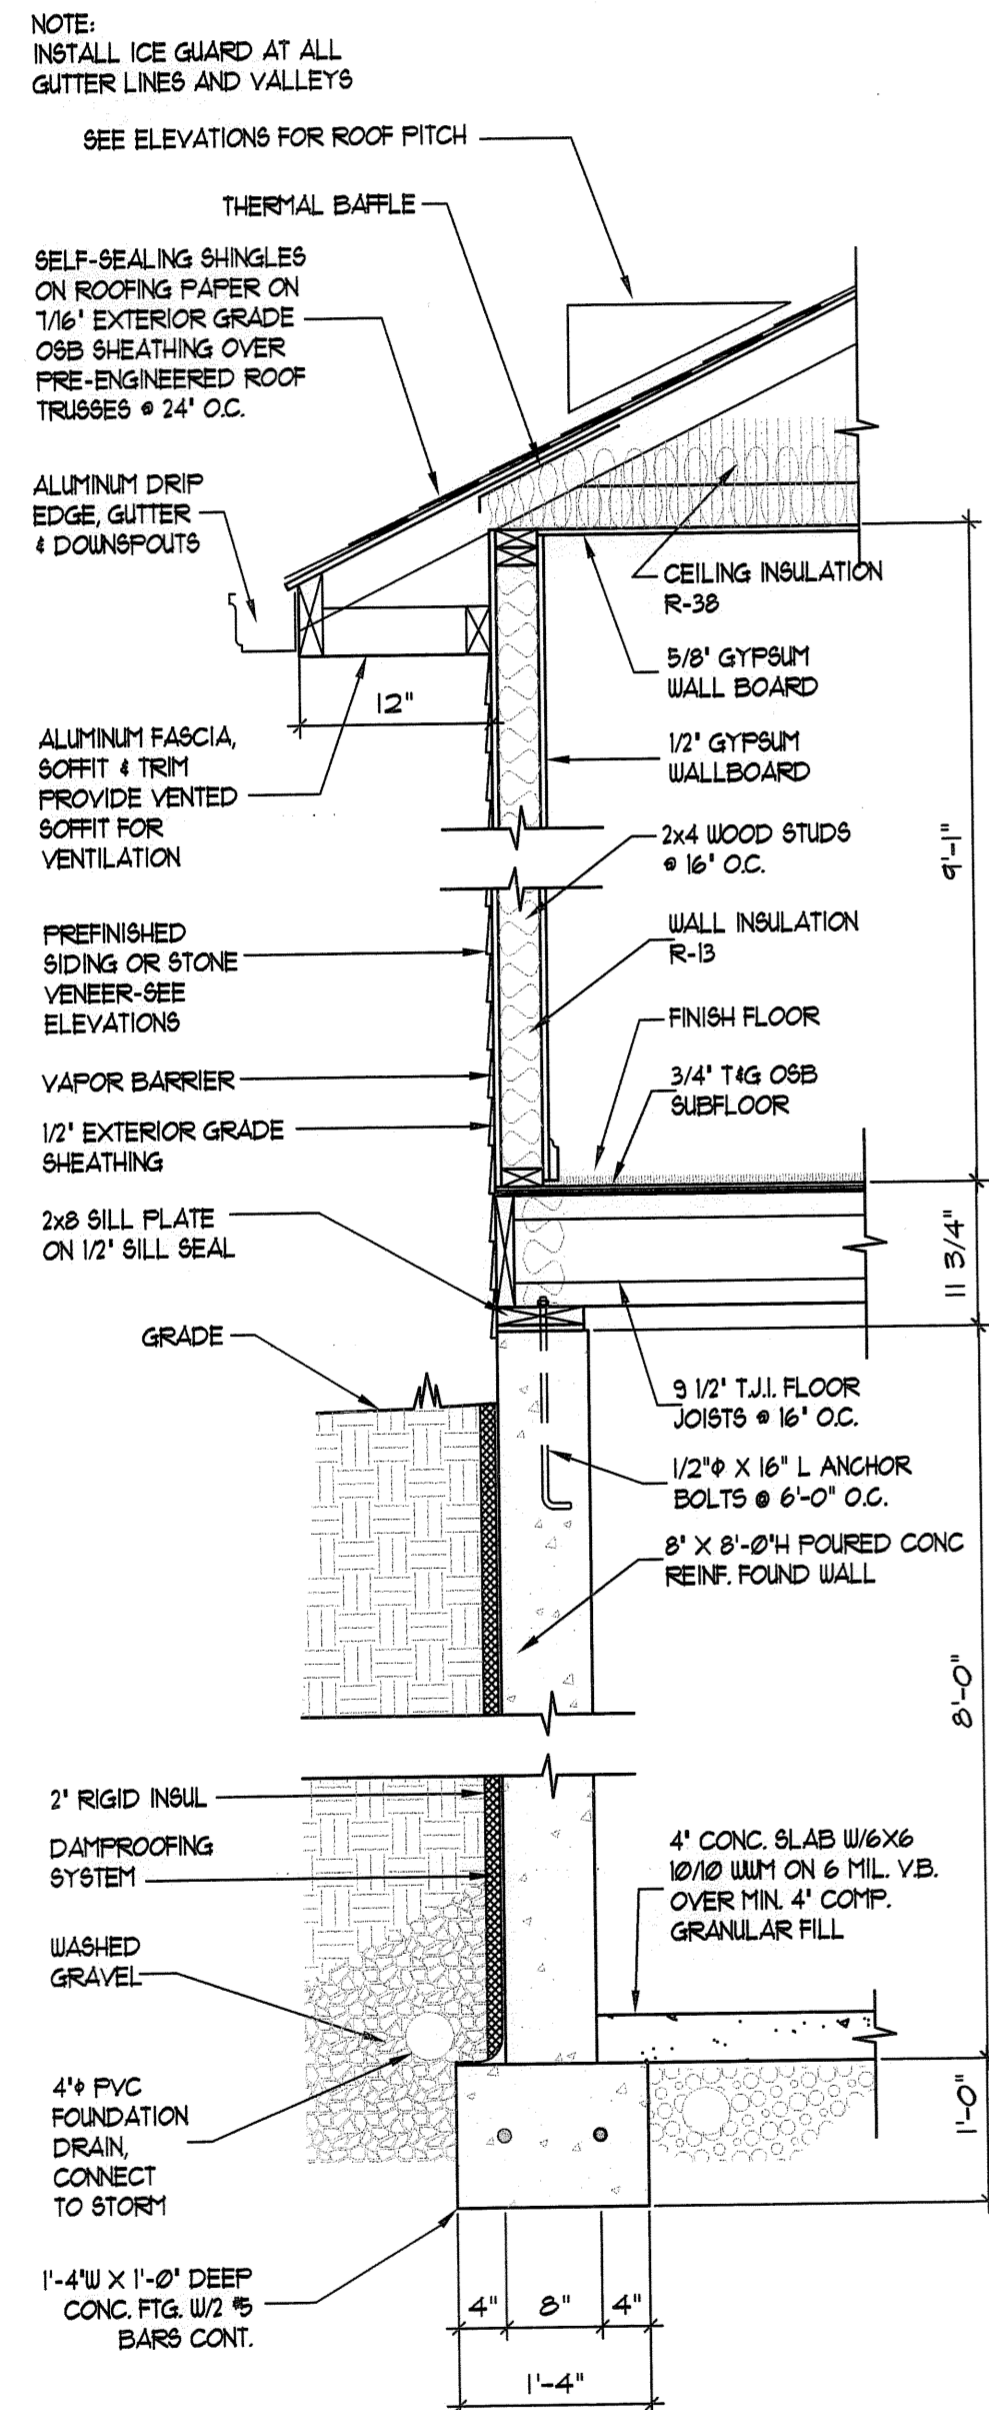 NOTE:
INSTALL ICE GUARD AT ALL
GUTTER LINES AND VALLEYS
SEE ELEVATIONS FOR ROOF PITCH
THERMAL BAFFLE
SELF-SEALING SHINGLES
ON ROOFING PAPER ON
7/16" EXTERIOR GRADE
OSB SHEATHING OVER
PRE-ENGINEERED ROOF
TRUSSES @ 24" O.C.
ALUMINUM DRIP
EDGE, GUTTER
& DOWNSPOUTS
CEILING INSULATION
R-38
5/8" GYPSUM
WALL BOARD
12"
ALUMINUM FASCIA,
SOFFIT & TRIM
PROVIDE VENTED
SOFFIT FOR
VENTILATION
1/2" GYPSUM
WALLBOARD
2x4 WOOD STUDS
@ 16" O.C.
9'-1"
PREFINISHED
SIDING OR STONE
VENEER-SEE
ELEVATIONS
WALL INSULATION
R-13
FINISH FLOOR
VAPOR BARRIER
3/4" T&G OSB
SUBFLOOR
1/2" EXTERIOR GRADE
SHEATHING
2x8 SILL PLATE
ON 1/2" SILL SEAL
11 3/4"
GRADE
9 1/2" T.J.I. FLOOR
JOISTS @ 16" O.C.
1/2"Φ X 16" L ANCHOR
BOLTS @ 6'-0" O.C.
8" X 8'-0"H POURED CONC
REINF. FOUND WALL
8'-0"
2" RIGID INSUL
DAMPROOFING
SYSTEM
4" CONC. SLAB W/6X6
10/10 WWM ON 6 MIL. V.B.
OVER MIN. 4" COMP.
GRANULAR FILL
WASHED
GRAVEL
4"Φ PVC
FOUNDATION
DRAIN,
CONNECT
TO STORM
1'-0"
1'-4"W X 1'-0" DEEP
CONC. FTG. W/2 #5
BARS CONT.
4" 8" 4"
1'-4"